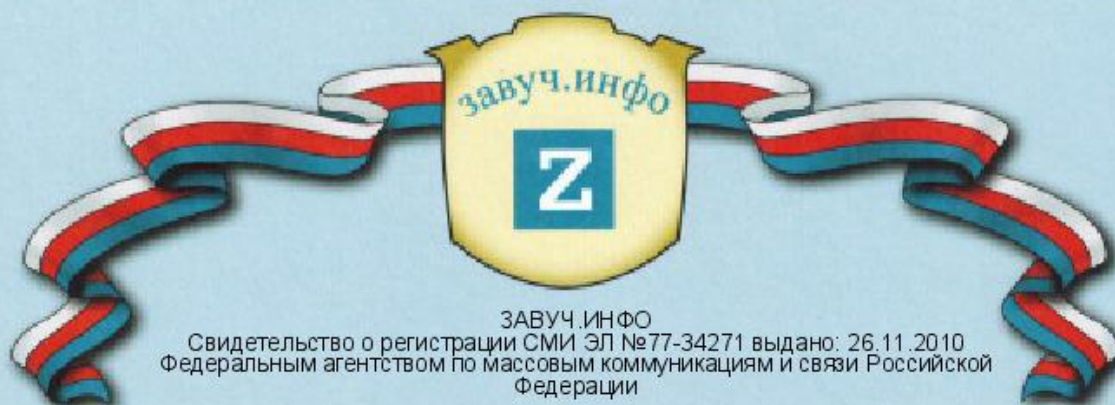 завуч.инфо
Z
ЗАВУЧ.ИНФО
Свидетельство о регистрации СМИ ЭЛ №77-34271 выдано: 26.11.2010
Федеральным агентством по массовым коммуникациям и связи Российской
Федерации